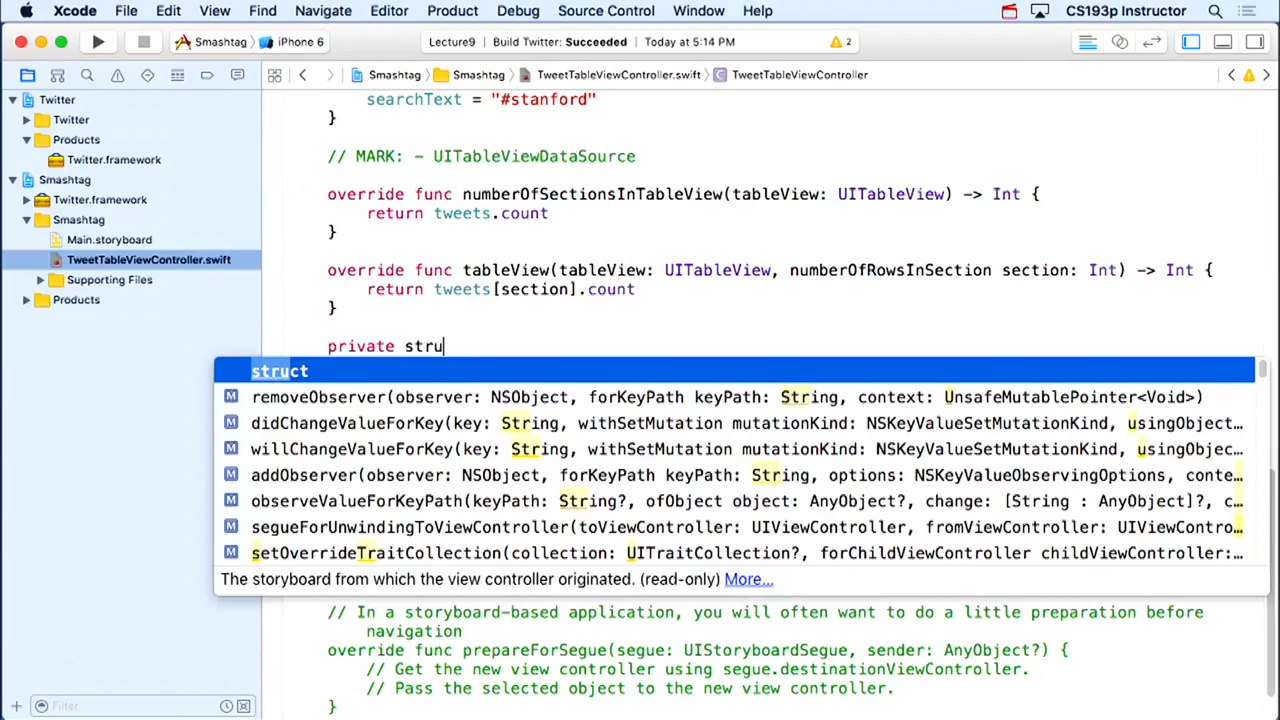 Xcode File Edit View Find Navigate Editor Product Debug Source Control Window Help CS193p Instructor
Smashtag iPhone 6 Lecture9 | Build Twitter: Succeeded | Today at 5:14 PM 2
Smashtag Smashtag TweetTableViewController.swift C TweetTableViewController
Twitter
Twitter
Products
Twitter.framework
Smashtag
Twitter.framework
Smashtag
Main.storyboard
TweetTableViewController.swift
Supporting Files
Products
Filter
searchText = "#stanford"
}
// MARK: - UITableViewDataSource
override func numberOfSectionsInTableView(tableView: UITableView) -> Int {
return tweets.count
}
override func tableView(tableView: UITableView, numberOfRowsInSection section: Int) -> Int {
return tweets[section].count
}
private stru
struct
M removeObserver(observer: NSObject, forKeyPath keyPath: String, context: UnsafeMutablePointer<Void>)
M didChangeValueForKey(key: String, withSetMutation mutationKind: NSKeyValueSetMutationKind, usingObject…
M willChangeValueForKey(key: String, withSetMutation mutationKind: NSKeyValueSetMutationKind, usingObjec…
M addObserver(observer: NSObject, forKeyPath keyPath: String, options: NSKeyValueObservingOptions, conte…
M observeValueForKeyPath(keyPath: String?, ofObject object: AnyObject?, change: [String : AnyObject]?, c…
M segueForUnwindingToViewController(toViewController: UIViewController, fromViewController: UIViewContro…
M setOverrideTraitCollection(collection: UITraitCollection?, forChildViewController childViewController:…
The storyboard from which the view controller originated. (read-only) More...
// In a storyboard-based application, you will often want to do a little preparation before
navigation
override func prepareForSegue(segue: UIStoryboardSegue, sender: AnyObject?) {
// Get the new view controller using segue.destinationViewController.
// Pass the selected object to the new view controller.
}